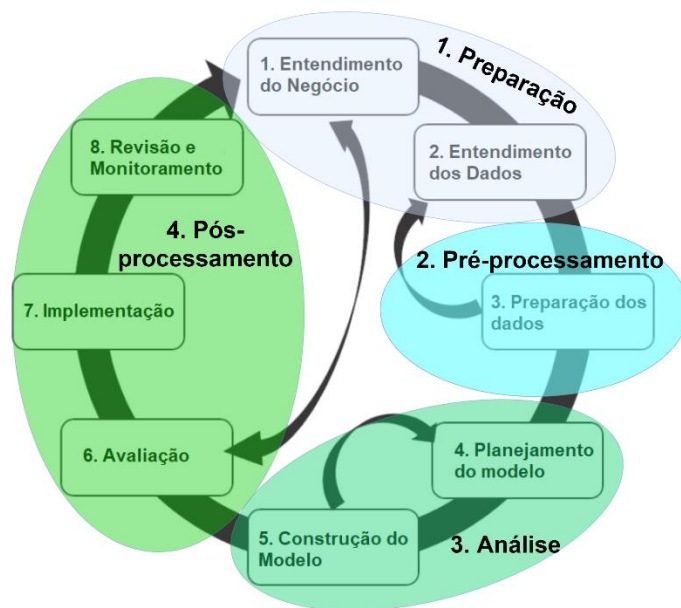 1. Preparação
1. Entendimento
do Negócio
2. Entendimento
dos Dados
2. Pré-processamento
3. Preparação dos
dados
4. Planejamento
do modelo
3. Análise
5. Construção do
Modelo
6. Avaliação
7. Implementação
4. Pós-
processamento
8. Revisão e
Monitoramento